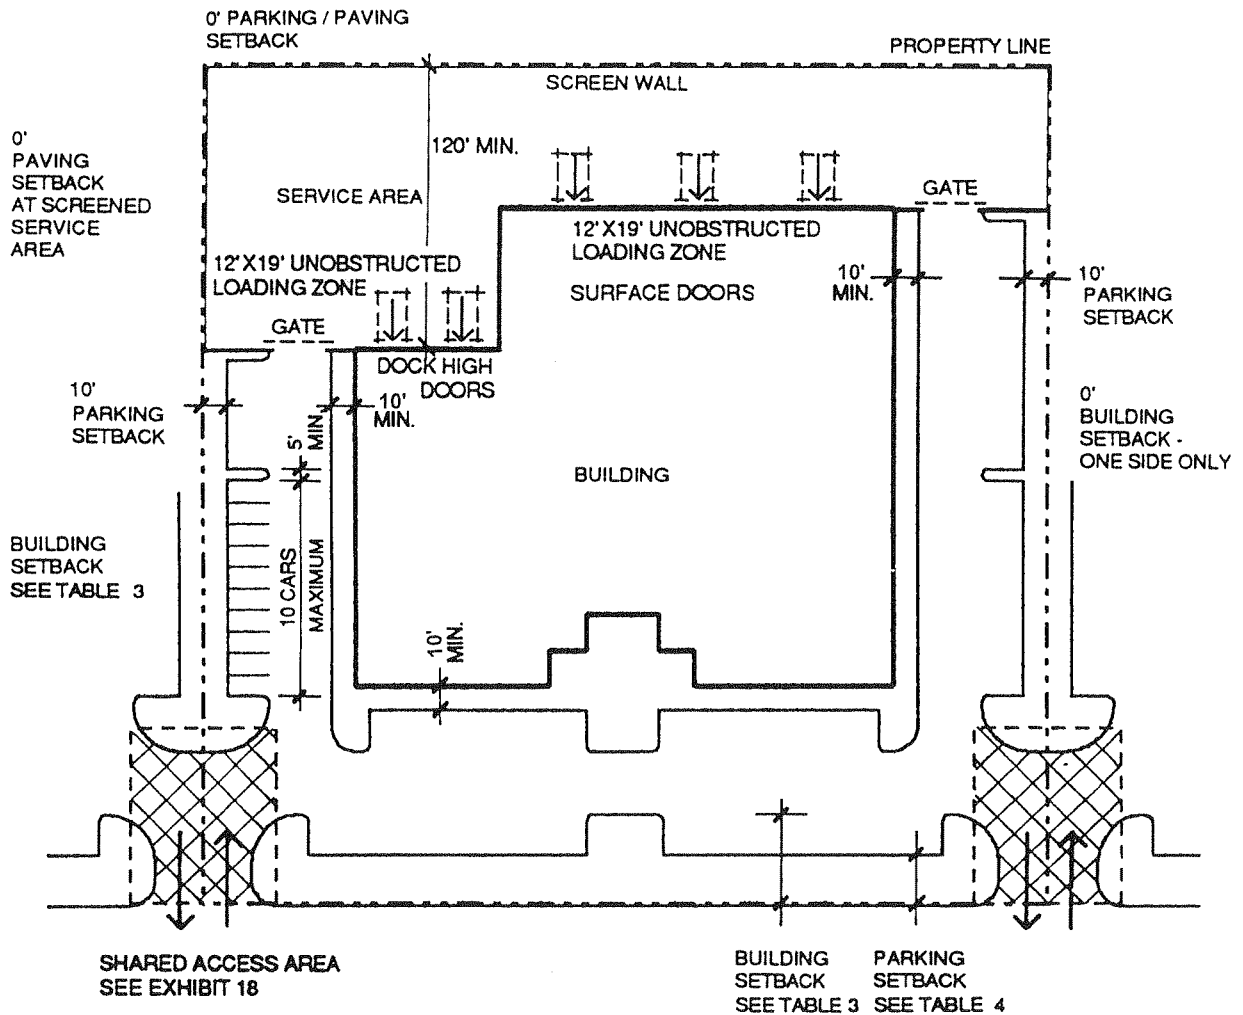 0' PARKING / PAVING
SETBACK
PROPERTY LINE
SCREEN WALL
0'
PAVING
SETBACK
AT SCREENED
SERVICE
AREA
120' MIN.
SERVICE AREA
GATE
12'X19' UNOBSTRUCTED
LOADING ZONE
SURFACE DOORS
12'X19' UNOBSTRUCTED
LOADING ZONE
GATE
DOCK HIGH
DOORS
10'
MIN.
10'
PARKING
SETBACK
10'
PARKING
SETBACK
10'
MIN.
5'
MIN.
0'
BUILDING
SETBACK -
ONE SIDE ONLY
BUILDING
BUILDING
SETBACK
SEE TABLE 3
10 CARS
MAXIMUM
10'
MIN.
SHARED ACCESS AREA
SEE EXHIBIT 18
BUILDING
SETBACK
SEE TABLE 3
PARKING
SETBACK
SEE TABLE 4